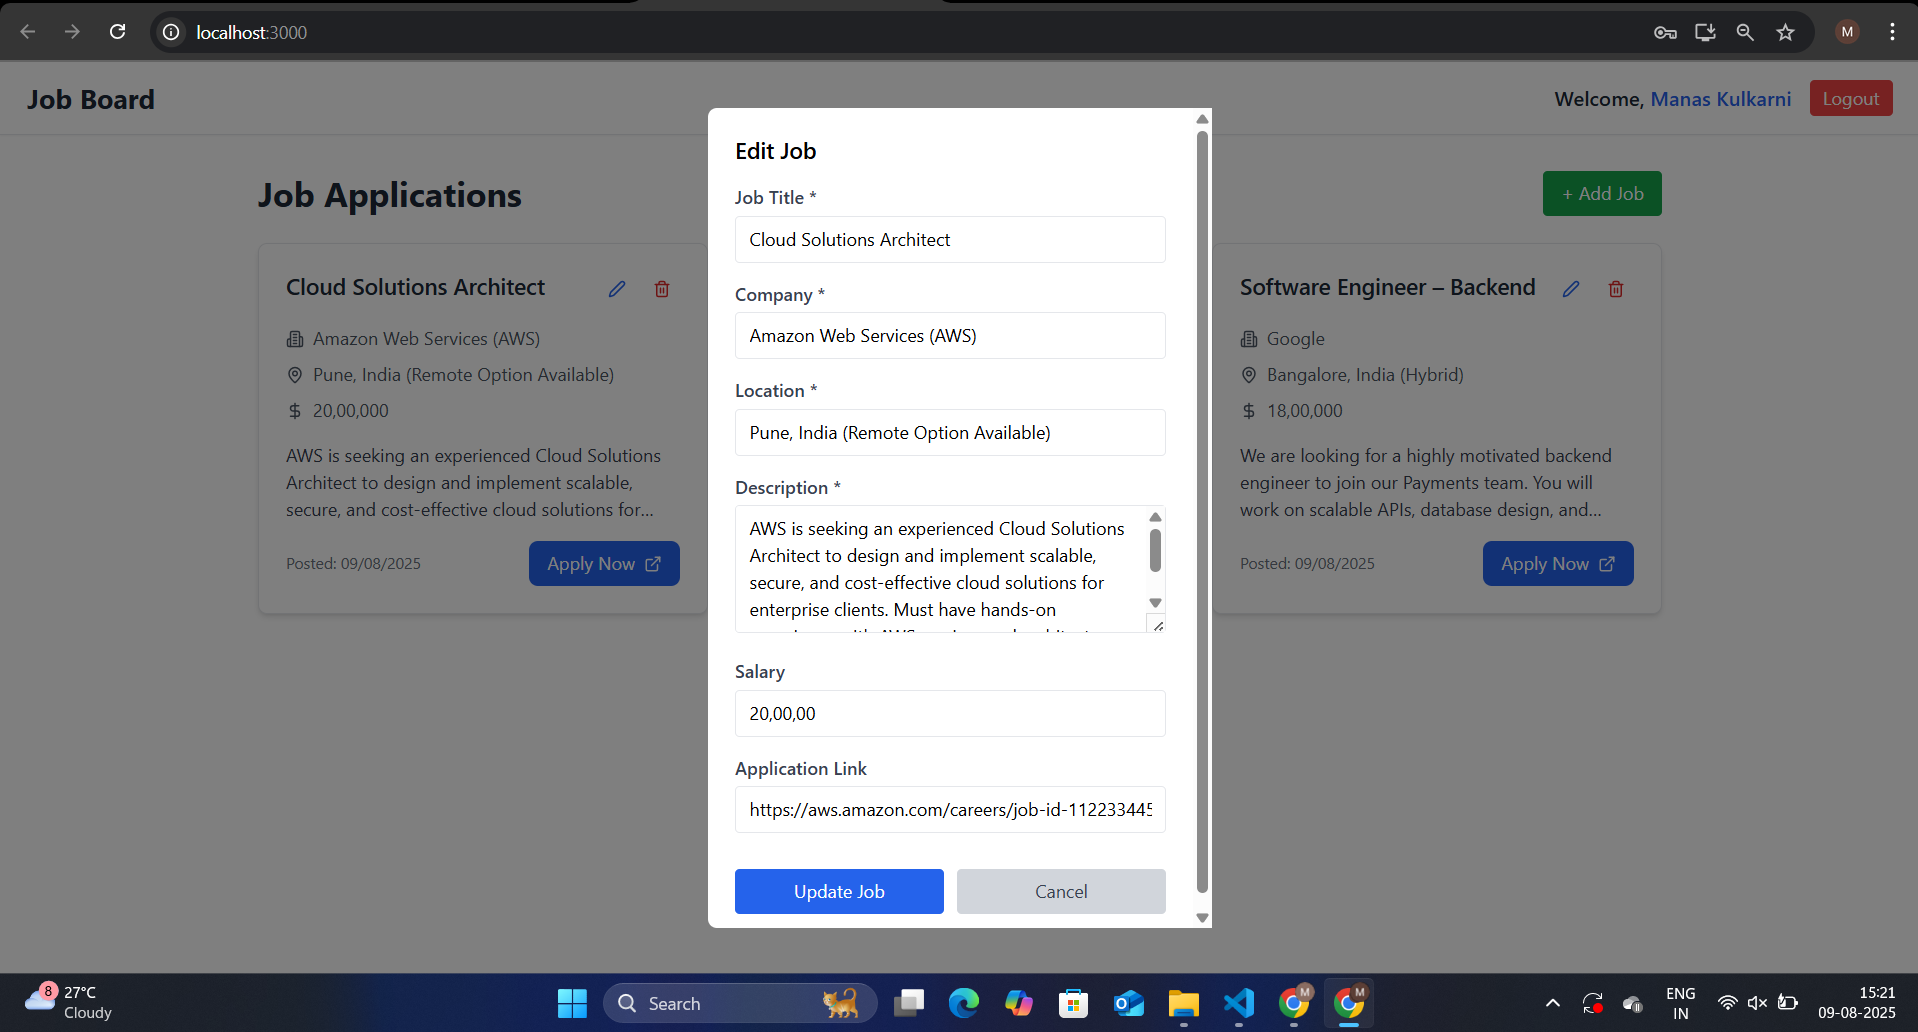 localhost:3000
M
Job Board
Welcome, Manas Kulkarni
Logout
Job Applications
+ Add Job
Cloud Solutions Architect
Amazon Web Services (AWS)
Pune, India (Remote Option Available)
20,00,000
AWS is seeking an experienced Cloud Solutions
Architect to design and implement scalable,
secure, and cost-effective cloud solutions for...
Posted: 09/08/2025
Apply Now
Edit Job
Job Title *
Cloud Solutions Architect
Company *
Amazon Web Services (AWS)
Location *
Pune, India (Remote Option Available)
Description *
AWS is seeking an experienced Cloud Solutions
Architect to design and implement scalable,
secure, and cost-effective cloud solutions for
enterprise clients. Must have hands-on
Salary
20,00,00
Application Link
https://aws.amazon.com/careers/job-id-112233445
Update Job
Cancel
Software Engineer – Backend
Google
Bangalore, India (Hybrid)
18,00,000
We are looking for a highly motivated backend
engineer to join our Payments team. You will
work on scalable APIs, database design, and...
Posted: 09/08/2025
Apply Now
8
27°C
Cloudy
Search
M
M
ENG
IN
15:21
09-08-2025